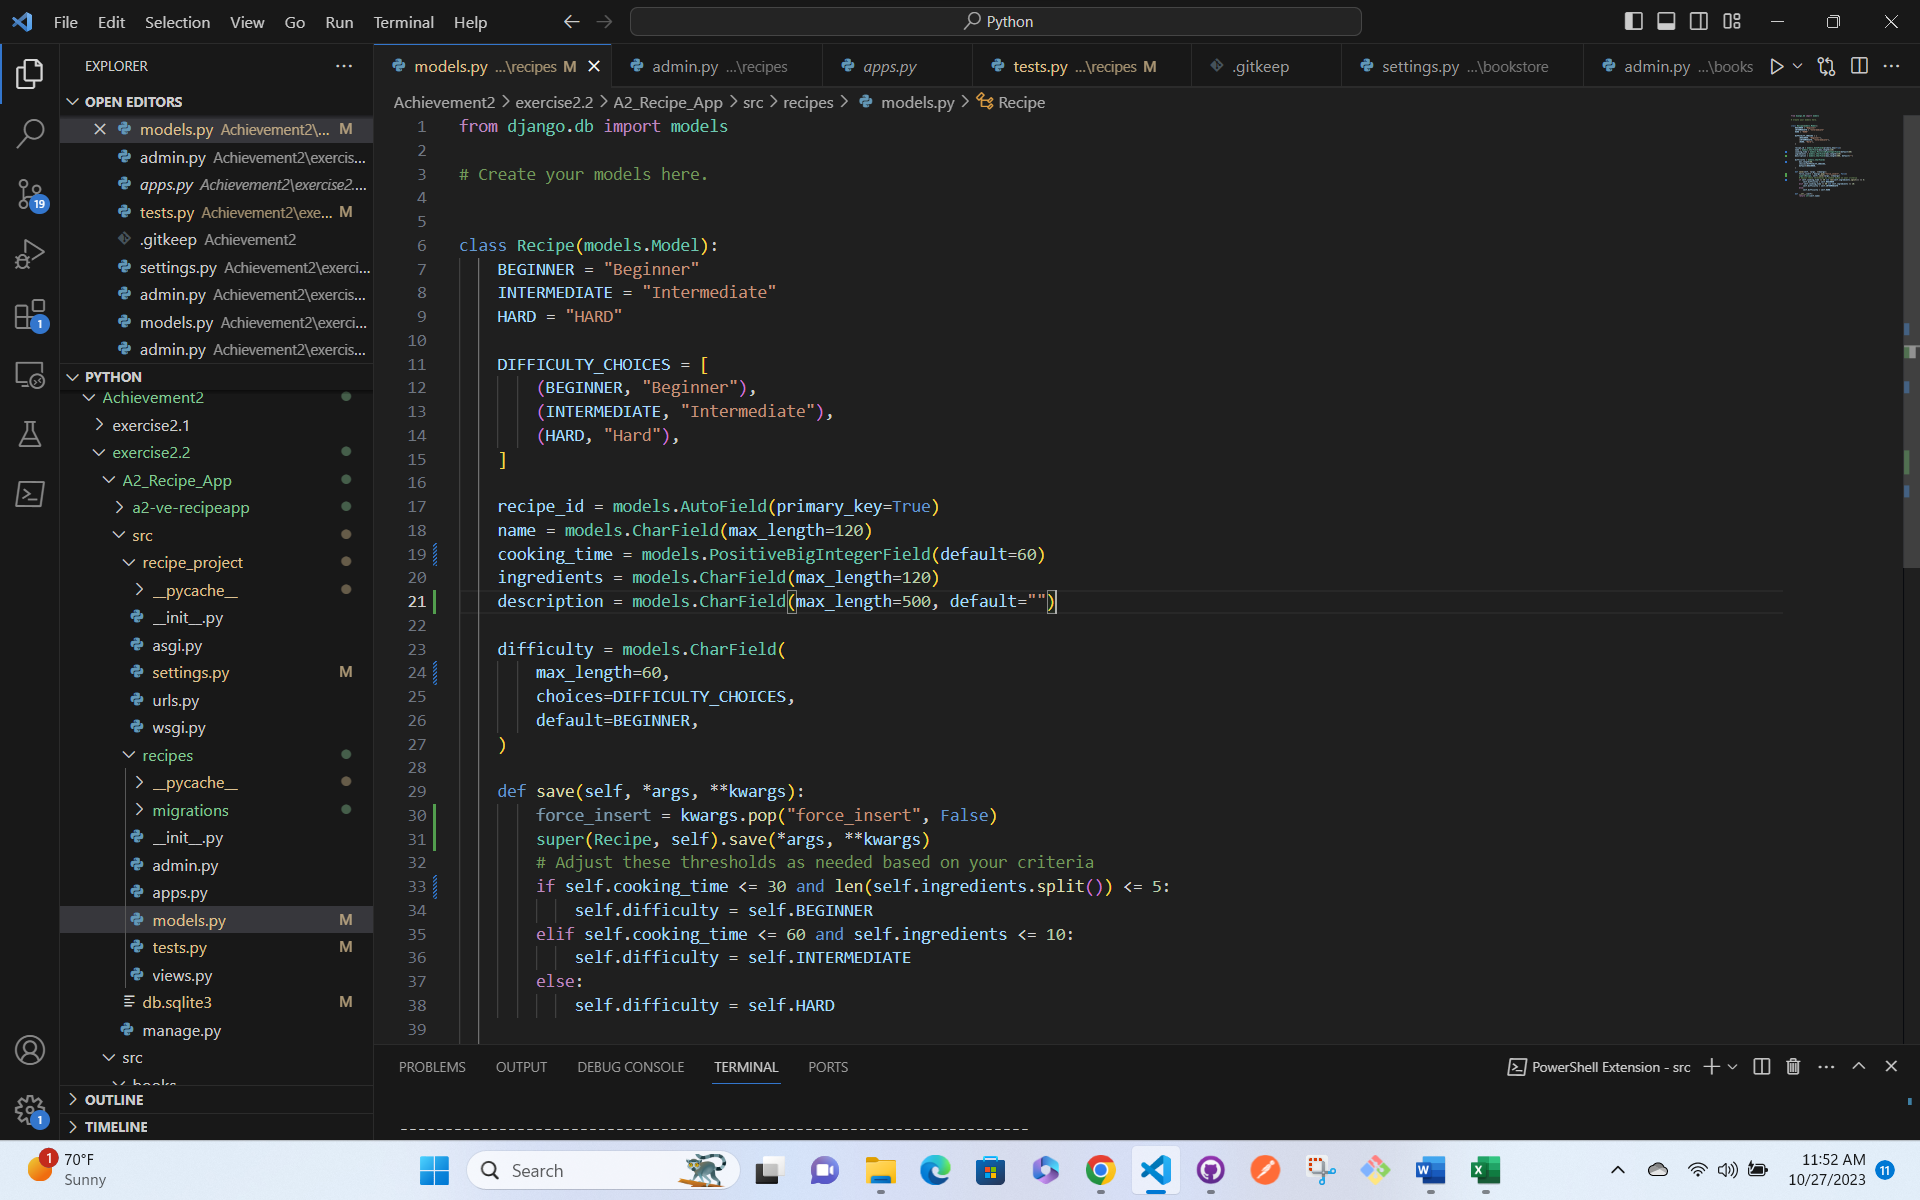 File Edit Selection View Go Run Terminal Help
Python
EXPLORER
OPEN EDITORS
models.py Achievement2\... M
admin.py Achievement2\exercis...
apps.py Achievement2\exercise2....
tests.py Achievement2\exe... M
.gitkeep Achievement2
settings.py Achievement2\exerci...
admin.py Achievement2\exercis...
models.py Achievement2\exerci...
admin.py Achievement2\exercis...
PYTHON
Achievement2
exercise2.1
exercise2.2
A2_Recipe_App
a2-ve-recipeapp
src
recipe_project
__pycache__
__init__.py
asgi.py
settings.py M
urls.py
wsgi.py
recipes
__pycache__
migrations
__init__.py
admin.py
apps.py
models.py M
tests.py M
views.py
db.sqlite3 M
manage.py
src
books
OUTLINE
TIMELINE
19
1
1
models.py ...\recipes M
admin.py ...\recipes
apps.py
tests.py ...\recipes M
.gitkeep
settings.py ...\bookstore
admin.py ...\books
Achievement2 > exercise2.2 > A2_Recipe_App > src > recipes > models.py > Recipe
1 from django.db import models
2
3 # Create your models here.
4
5
6 class Recipe(models.Model):
7 BEGINNER = "Beginner"
8 INTERMEDIATE = "Intermediate"
9 HARD = "HARD"
10
11 DIFFICULTY_CHOICES = [
12 (BEGINNER, "Beginner"),
13 (INTERMEDIATE, "Intermediate"),
14 (HARD, "Hard"),
15 ]
16
17 recipe_id = models.AutoField(primary_key=True)
18 name = models.CharField(max_length=120)
19 cooking_time = models.PositiveBigIntegerField(default=60)
20 ingredients = models.CharField(max_length=120)
21 description = models.CharField(max_length=500, default="")
22
23 difficulty = models.CharField(
24 max_length=60,
25 choices=DIFFICULTY_CHOICES,
26 default=BEGINNER,
27 )
28
29 def save(self, *args, **kwargs):
30 force_insert = kwargs.pop("force_insert", False)
31 super(Recipe, self).save(*args, **kwargs)
32 # Adjust these thresholds as needed based on your criteria
33 if self.cooking_time <= 30 and len(self.ingredients.split()) <= 5:
34 self.difficulty = self.BEGINNER
35 elif self.cooking_time <= 60 and self.ingredients <= 10:
36 self.difficulty = self.INTERMEDIATE
37 else:
38 self.difficulty = self.HARD
39
PROBLEMS OUTPUT DEBUG CONSOLE TERMINAL PORTS
PowerShell Extension - src
----------------------------------------------------------------------
1
70°F
Sunny
Search
11:52 AM
10/27/2023
11